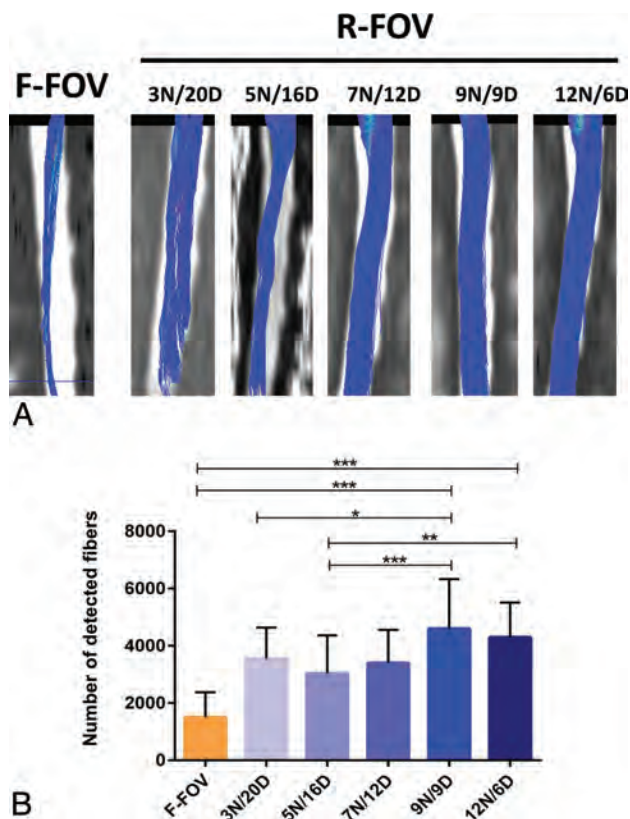 R-FOV
F-FOV
3N/20D 5N/16D 7N/12D 9N/9D 12N/6D
A
***
***
*
**
***
8000
6000
4000
2000
0
Number of detected fibers
F-FOV 3N/20D 5N/16D 7N/12D 9N/9D 12N/6D
B